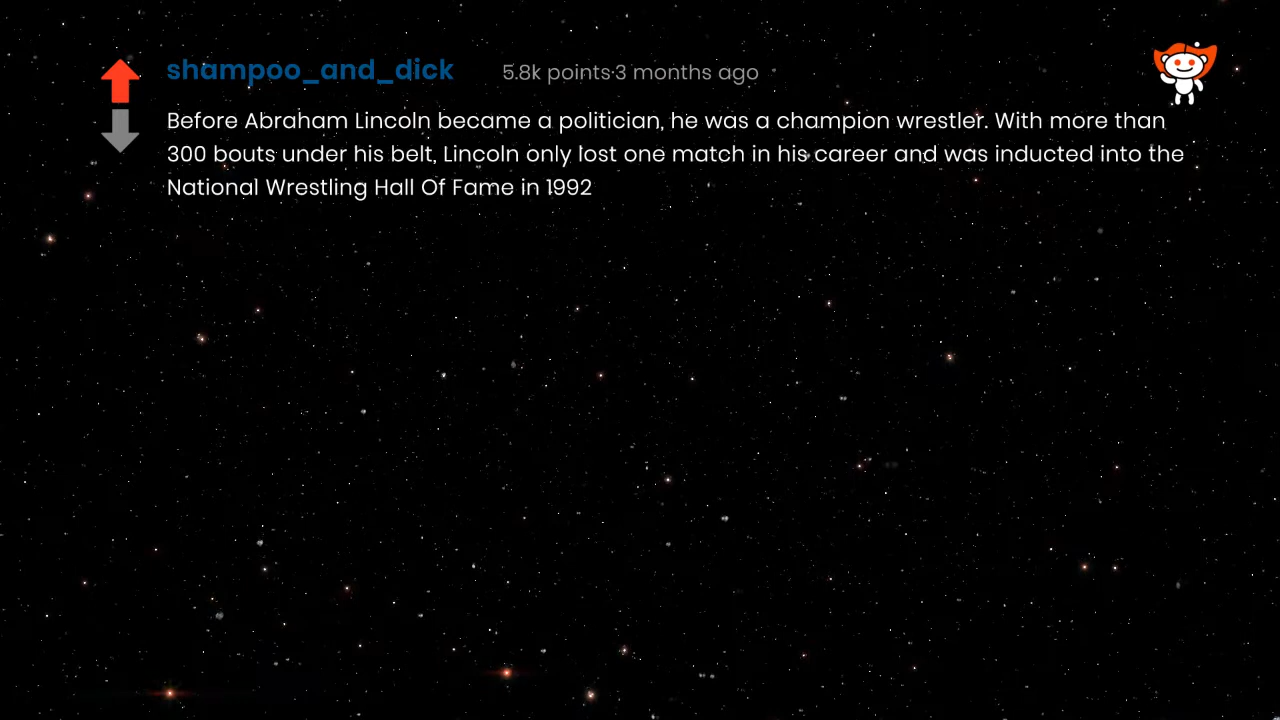 shampoo_and_dick 5.8k points·3 months ago
Before Abraham Lincoln became a politician, he was a champion wrestler. With more than
300 bouts under his belt, Lincoln only lost one match in his career and was inducted into the
National Wrestling Hall Of Fame in 1992